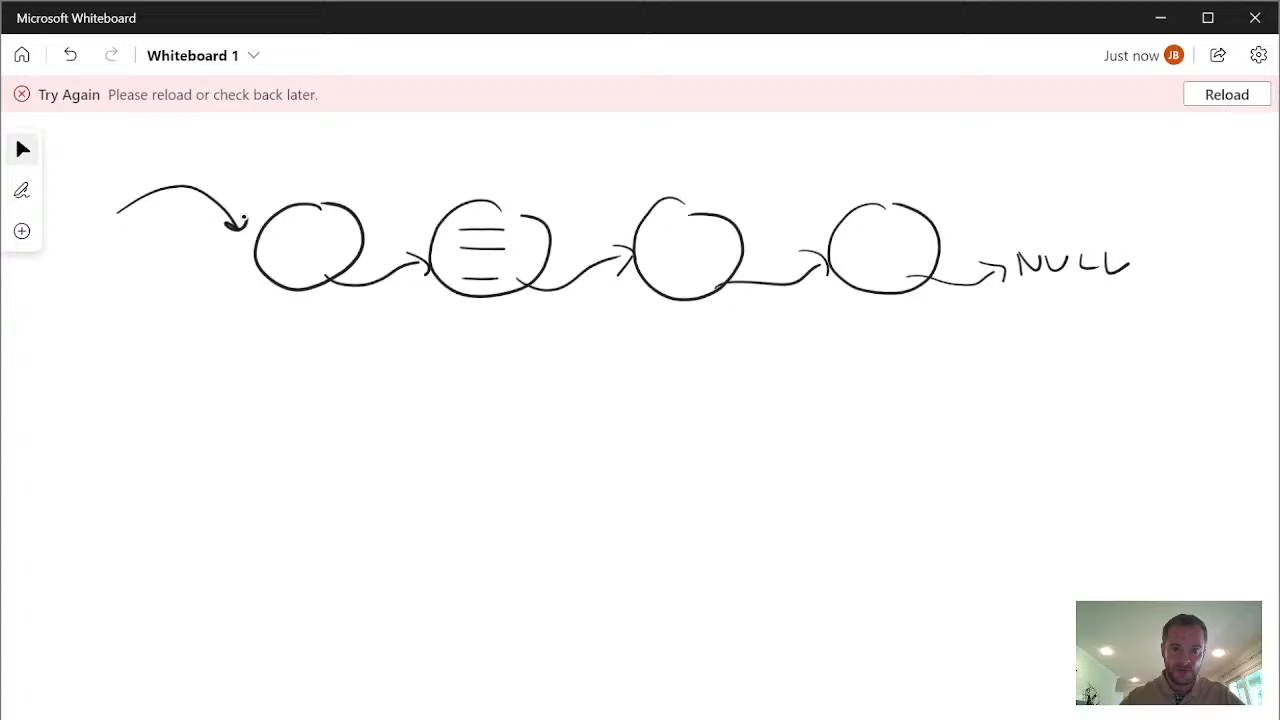 Microsoft Whiteboard
Whiteboard 1
Just now JB
Try Again Please reload or check back later.
Reload
NULL